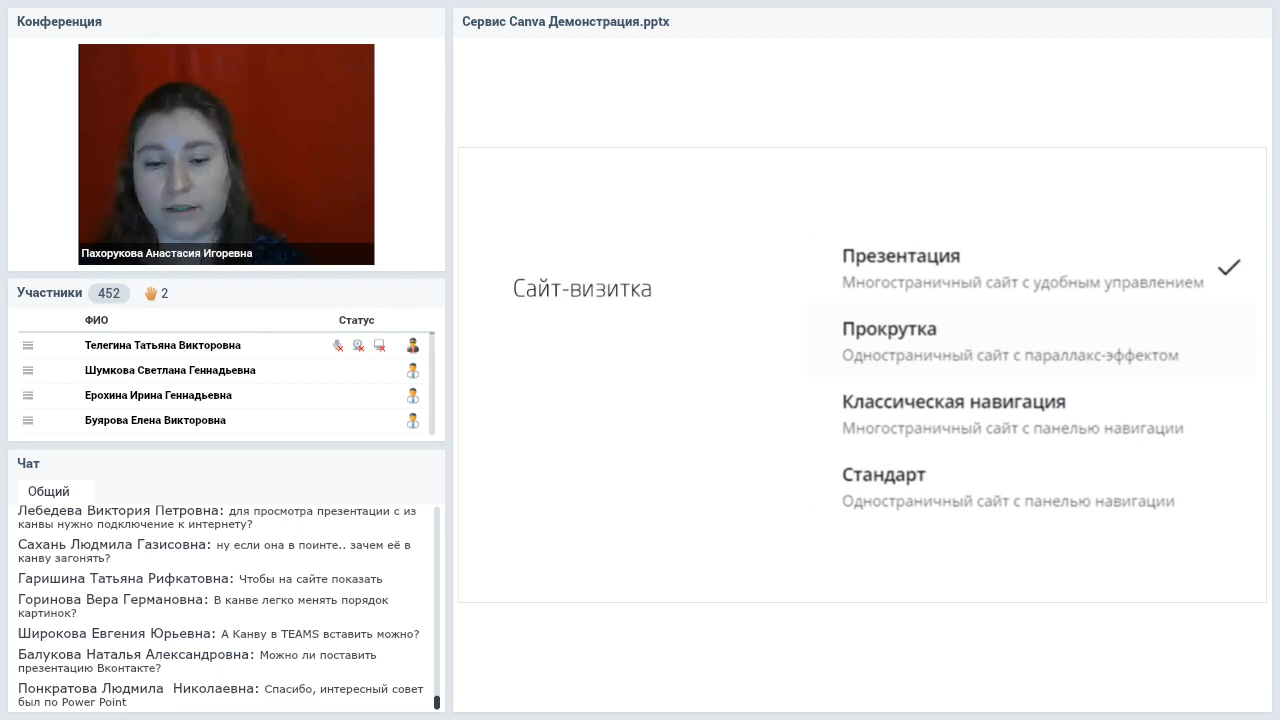 Конференция
Пахорукова Анастасия Игоревна
Участники 452 2
ФИО Статус
Телегина Татьяна Викторовна
Шумкова Светлана Геннадьевна
Ерохина Ирина Геннадьевна
Буярова Елена Викторовна
Чат
Общий
Лебедева Виктория Петровна: для просмотра презентации с из
канвы нужно подключение к интернету?
Сахань Людмила Газисовна: ну если она в поинте.. зачем её в
канву загонять?
Гаришина Татьяна Рифкатовна: Чтобы на сайте показать
Горинова Вера Германовна: В канве легко менять порядок
картинок?
Широкова Евгения Юрьевна: А Канву в TEAMS вставить можно?
Балукова Наталья Александровна: Можно ли поставить
презентацию Вконтакте?
Понкратова Людмила  Николаевна: Спасибо, интересный совет
был по Power Point
Сервис Canva Демонстрация.pptx
Сайт-визитка
Презентация
Многостраничный сайт с удобным управлением
Прокрутка
Одностраничный сайт с параллакс-эффектом
Классическая навигация
Многостраничный сайт с панелью навигации
Стандарт
Одностраничный сайт с панелью навигации